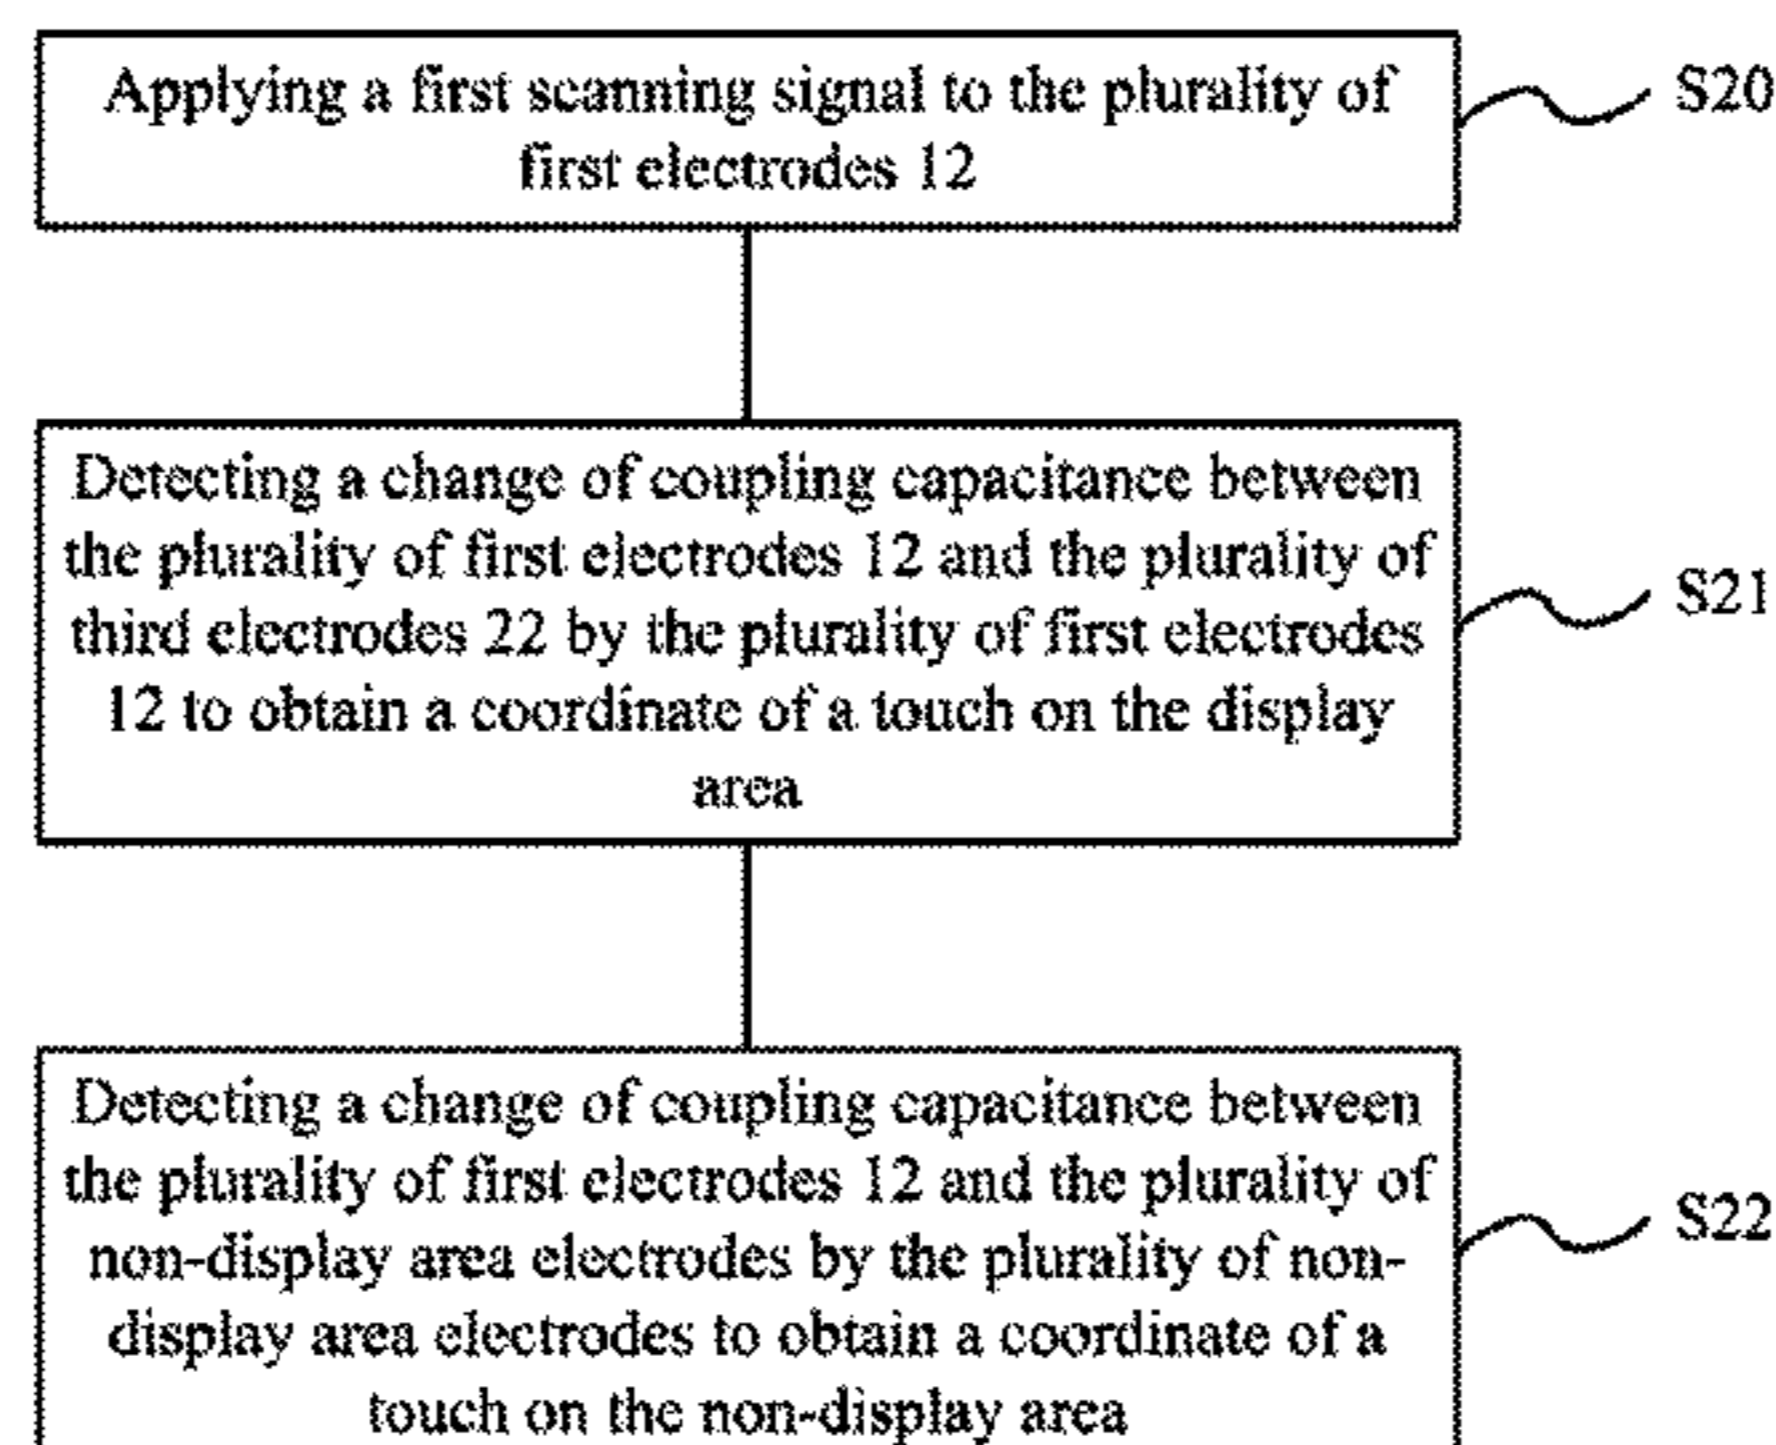 Applying a first scanning signal to the plurality of
first electrodes 12
S20
Detecting a change of coupling capacitance between
the plurality of first electrodes 12 and the plurality of
third electrodes 22 by the plurality of first electrodes
12 to obtain a coordinate of a touch on the display
area
S21
Detecting a change of coupling capacitance between
the plurality of first electrodes 12 and the plurality of
non-display area electrodes by the plurality of non-
display area electrodes to obtain a coordinate of a
touch on the non-display area
S22